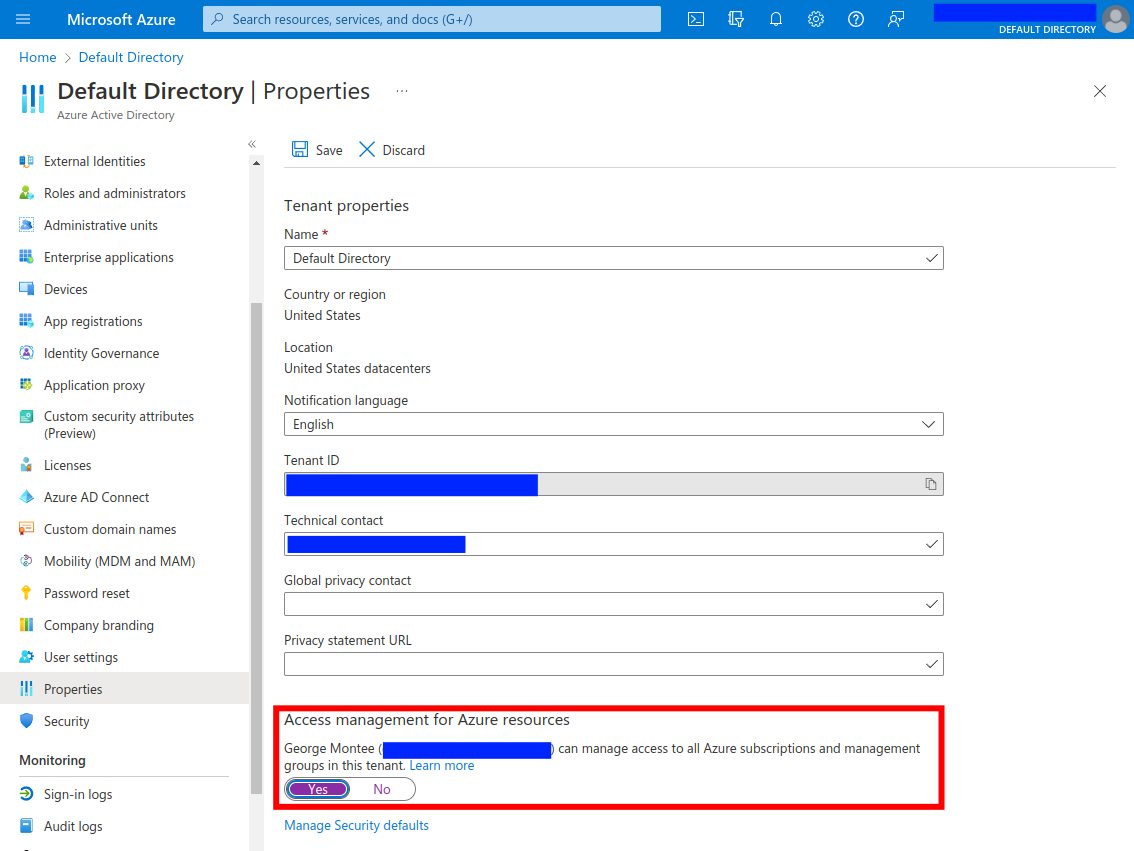 Microsoft Azure
Search resources, services, and docs (G+/)
DEFAULT DIRECTORY
Home > Default Directory
Default Directory | Properties ...
Azure Active Directory
«
External Identities
Roles and administrators
Administrative units
Enterprise applications
Devices
App registrations
Identity Governance
Application proxy
Custom security attributes
(Preview)
Licenses
Azure AD Connect
Custom domain names
Mobility (MDM and MAM)
Password reset
Company branding
User settings
Properties
Security
Monitoring
Sign-in logs
Audit logs
Save Discard
Tenant properties
Name *
Default Directory
Country or region
United States
Location
United States datacenters
Notification language
English
Tenant ID
Technical contact
Global privacy contact
Privacy statement URL
Access management for Azure resources
George Montee ( ) can manage access to all Azure subscriptions and management
groups in this tenant. Learn more
Yes No
Manage Security defaults